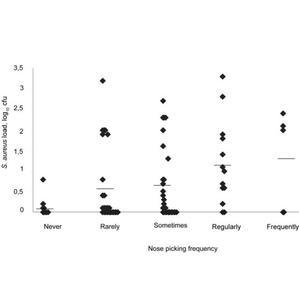 3,5
3
2,5
2
1,5
1
0,5
0
S. aureus load, log₁₀ cfu
Never Rarely Sometimes Regularly Frequently
Nose picking frequency